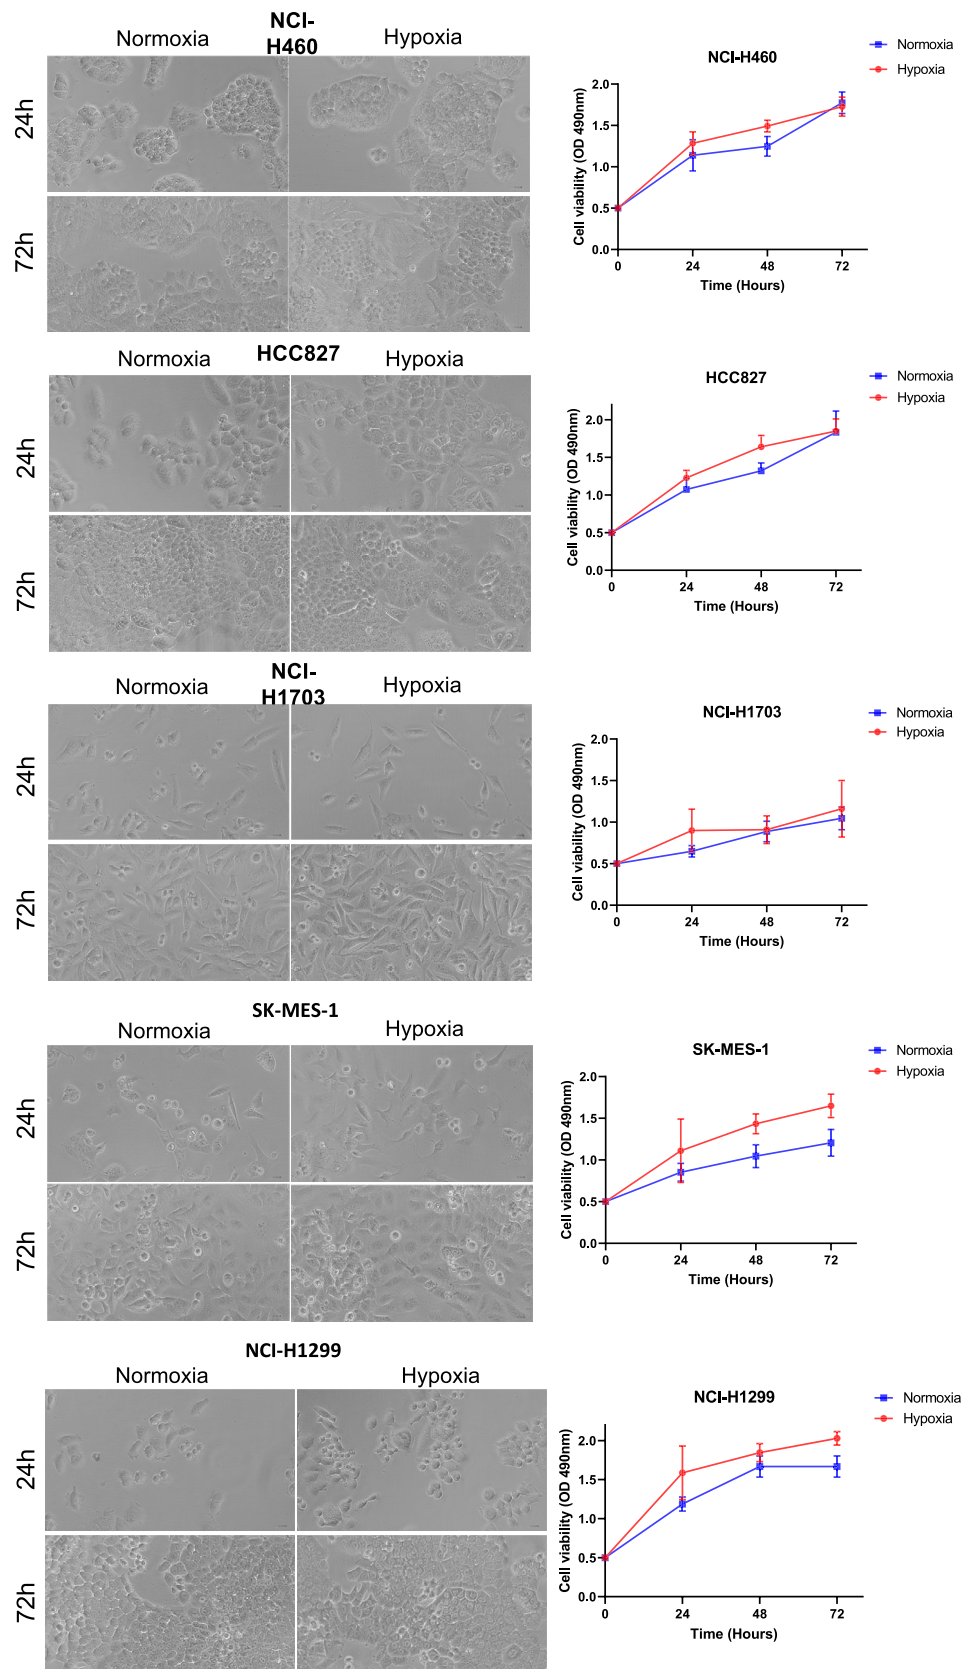 NCI-
H460
Normoxia
Hypoxia
24h
72h
NCI-H460
Normoxia
Hypoxia
Cell viability (OD 490nm)
2.0
1.5
1.0
0.5
0.0
0
24
48
72
Time (Hours)
HCC827
Normoxia
Hypoxia
24h
72h
HCC827
Normoxia
Hypoxia
Cell viability (OD 490nm)
2.0
1.5
1.0
0.5
0.0
0
24
48
72
Time (Hours)
NCI-
H1703
Normoxia
Hypoxia
24h
72h
NCI-H1703
Normoxia
Hypoxia
Cell viability (OD 490nm)
2.0
1.5
1.0
0.5
0.0
0
24
48
72
Time (Hours)
SK-MES-1
Normoxia
Hypoxia
24h
72h
SK-MES-1
Normoxia
Hypoxia
Cell viability (OD 490nm)
2.0
1.5
1.0
0.5
0.0
0
24
48
72
Time (Hours)
NCI-H1299
Normoxia
Hypoxia
24h
72h
NCI-H1299
Normoxia
Hypoxia
Cell viability (OD 490nm)
2.0
1.5
1.0
0.5
0.0
0
24
48
72
Time (Hours)